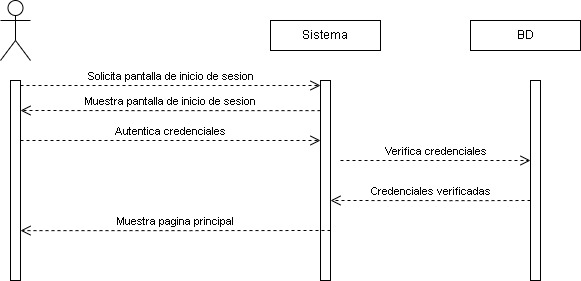 Sistema
BD
Solicita pantalla de inicio de sesion
Muestra pantalla de inicio de sesion
Autentica credenciales
Verifica credenciales
Credenciales verificadas
Muestra pagina principal